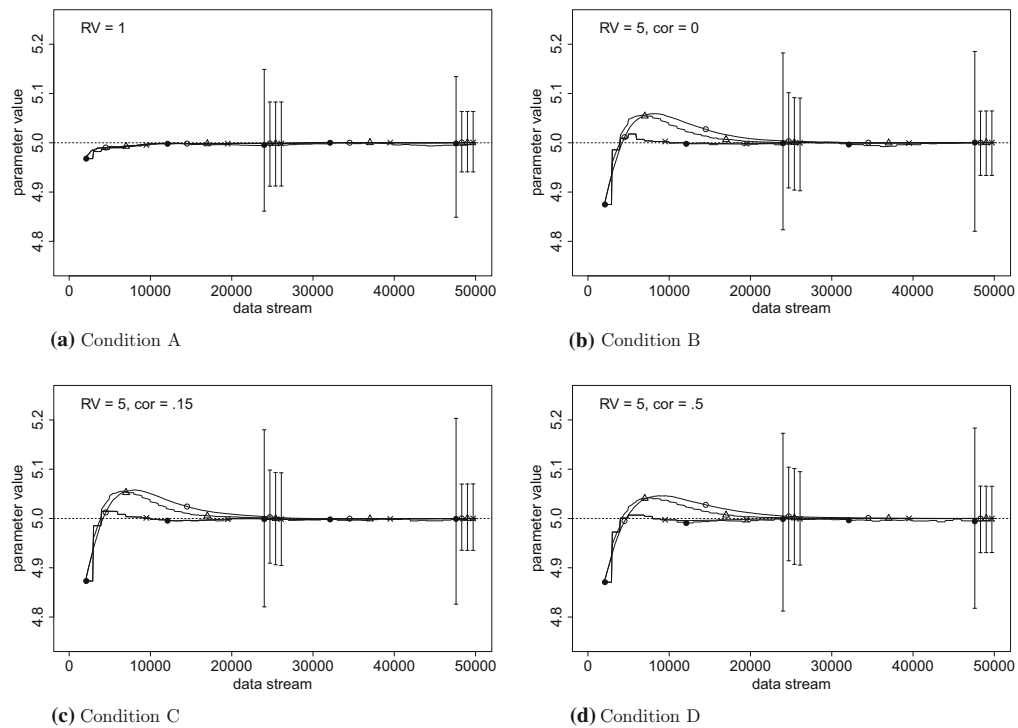 RV = 1
parameter value
5.2
5.1
5.0
4.9
4.8
0 10000 20000 30000 40000 50000
data stream
(a) Condition A
RV = 5, cor = 0
parameter value
5.2
5.1
5.0
4.9
4.8
0 10000 20000 30000 40000 50000
data stream
(b) Condition B
RV = 5, cor = .15
parameter value
5.2
5.1
5.0
4.9
4.8
0 10000 20000 30000 40000 50000
data stream
(c) Condition C
RV = 5, cor = .5
parameter value
5.2
5.1
5.0
4.9
4.8
0 10000 20000 30000 40000 50000
data stream
(d) Condition D